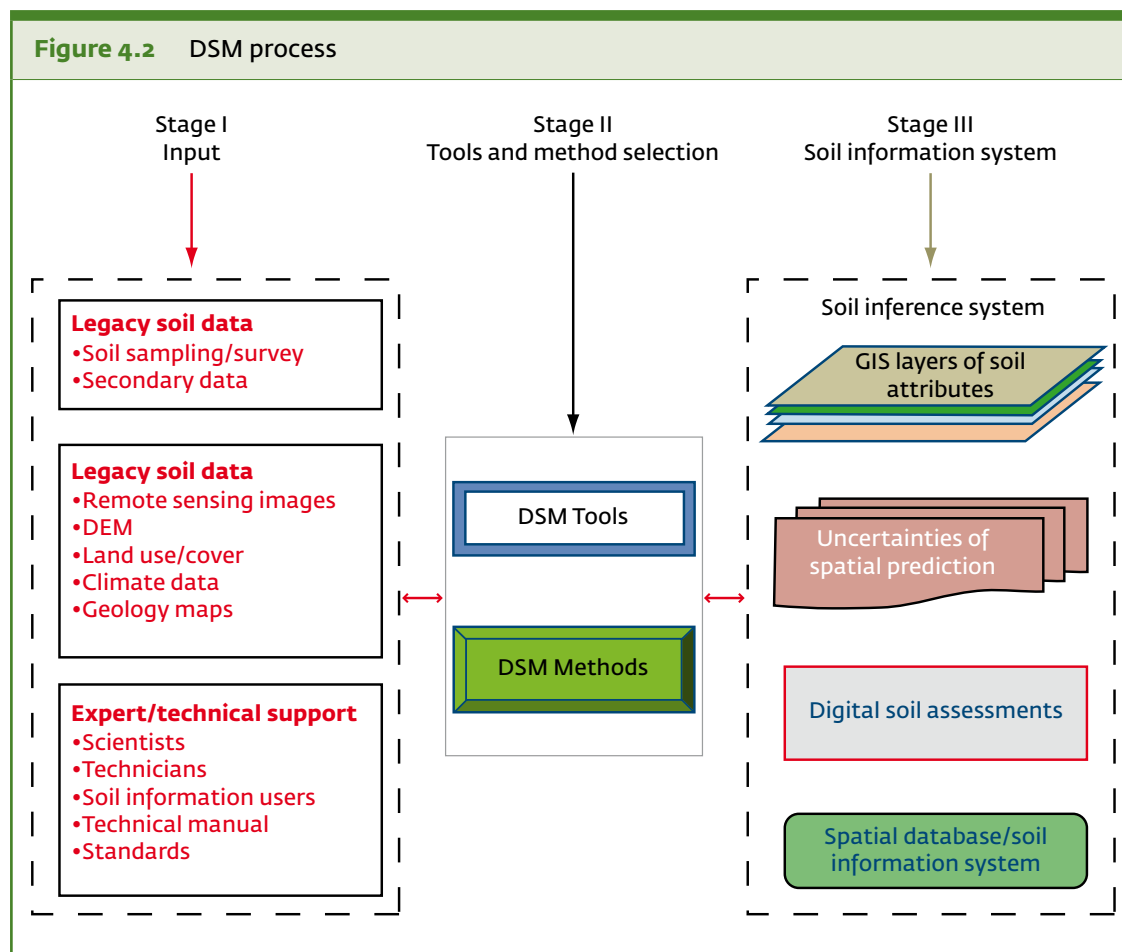 Figure 4.2 DSM process
Stage I
Input
Stage II
Tools and method selection
Stage III
Soil information system
Legacy soil data
•Soil sampling/survey
•Secondary data
Legacy soil data
•Remote sensing images
•DEM
•Land use/cover
•Climate data
•Geology maps
Expert/technical support
•Scientists
•Technicians
•Soil information users
•Technical manual
•Standards
DSM Tools
DSM Methods
Soil inference system
GIS layers of soil
attributes
Uncertainties of
spatial prediction
Digital soil assessments
Spatial database/soil
information system